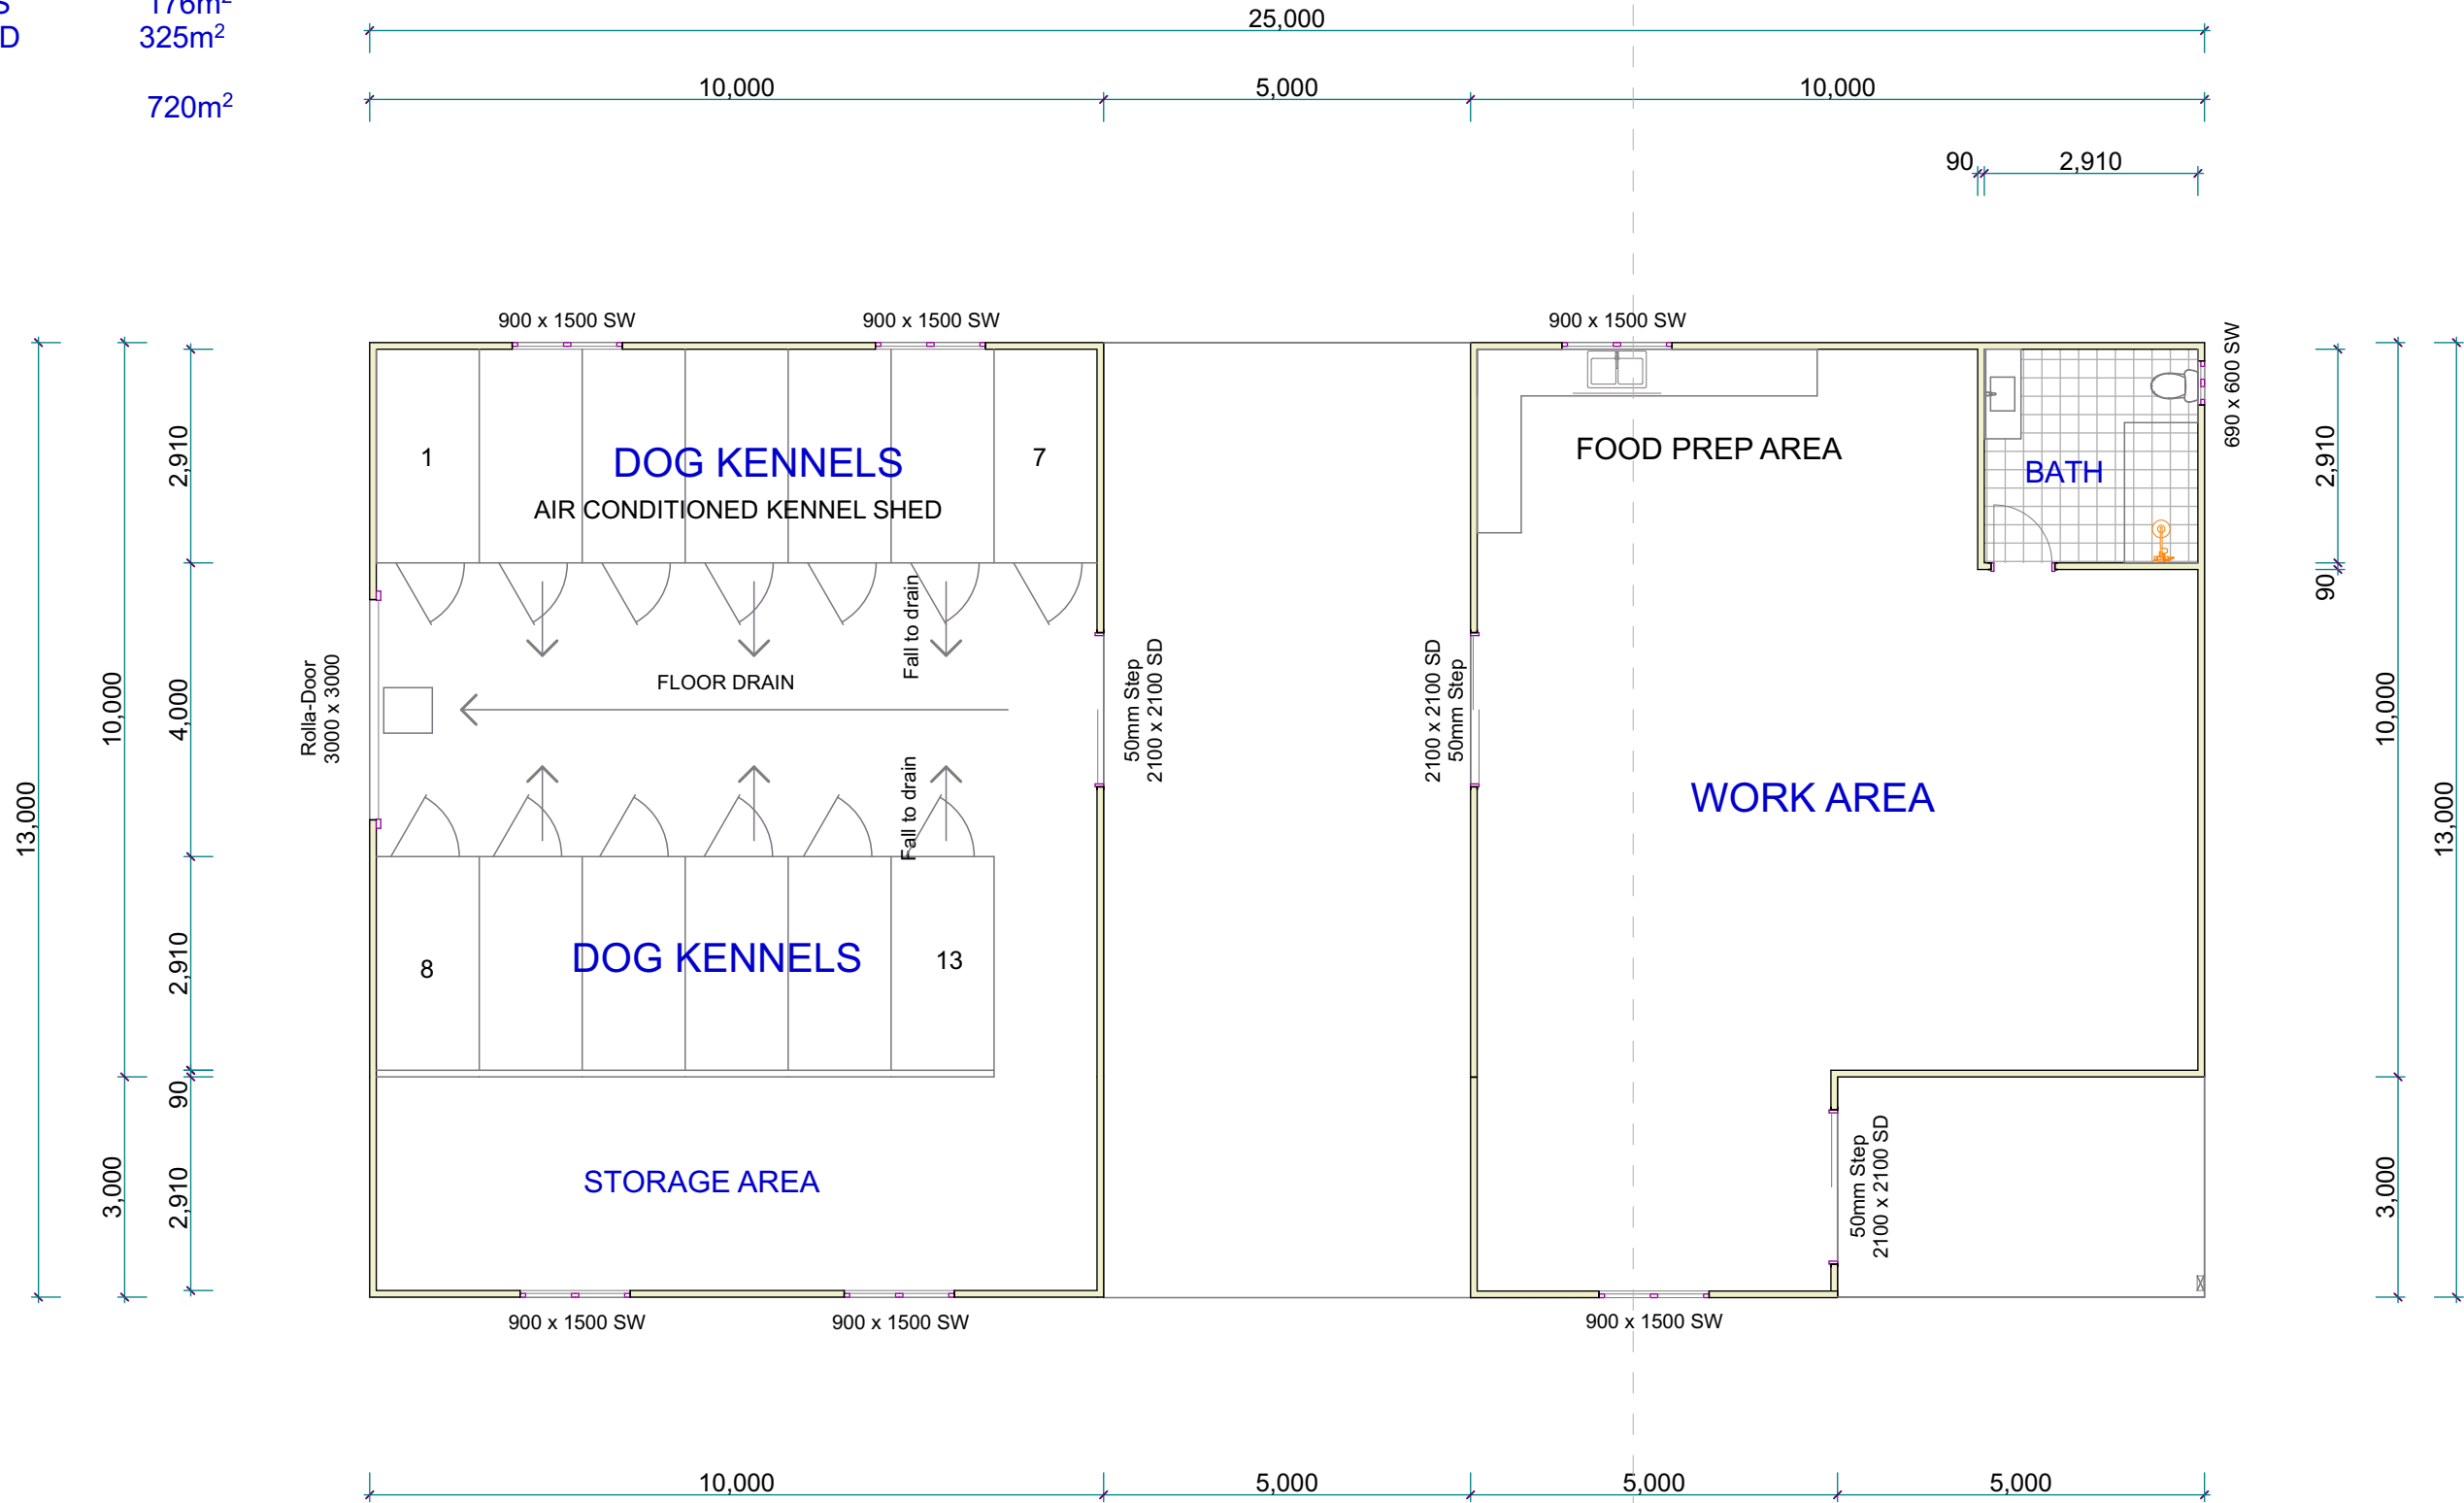 S 176m²
D 325m²
720m²
25,000
10,000 5,000 10,000
90 2,910
900 x 1500 SW 900 x 1500 SW 900 x 1500 SW
690 x 600 SW
1
DOG KENNELS
7
AIR CONDITIONED KENNEL SHED
FOOD PREP AREA
BATH
2,910
2,910
90
Fall to drain
FLOOR DRAIN
Rolla-Door
3000 x 3000
50mm Step
2100 x 2100 SD
2100 x 2100 SD
50mm Step
13,000
10,000
4,000
Fall to drain
WORK AREA
10,000
13,000
8
DOG KENNELS
13
2,910
90
3,000
2,910
STORAGE AREA
50mm Step
2100 x 2100 SD
3,000
900 x 1500 SW 900 x 1500 SW 900 x 1500 SW
10,000 5,000 5,000 5,000